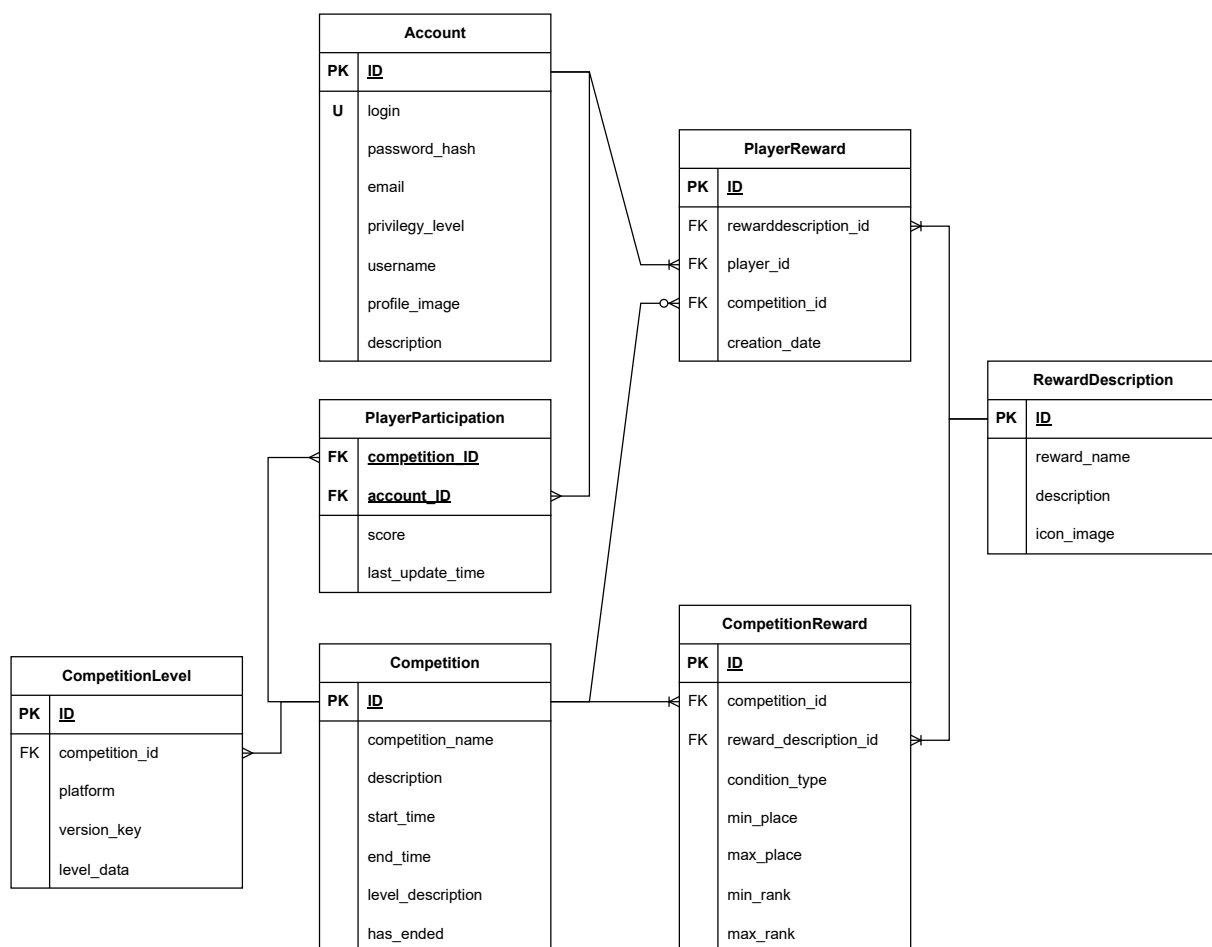 Account
PK ID
U login
password_hash
email
privilegy_level
username
profile_image
description
PlayerReward
PK ID
FK rewarddescription_id
FK player_id
FK competition_id
creation_date
RewardDescription
PK ID
reward_name
description
icon_image
PlayerParticipation
FK competition_ID
FK account_ID
score
last_update_time
CompetitionLevel
PK ID
FK competition_id
platform
version_key
level_data
Competition
PK ID
competition_name
description
start_time
end_time
level_description
has_ended
CompetitionReward
PK ID
FK competition_id
FK reward_description_id
condition_type
min_place
max_place
min_rank
max_rank